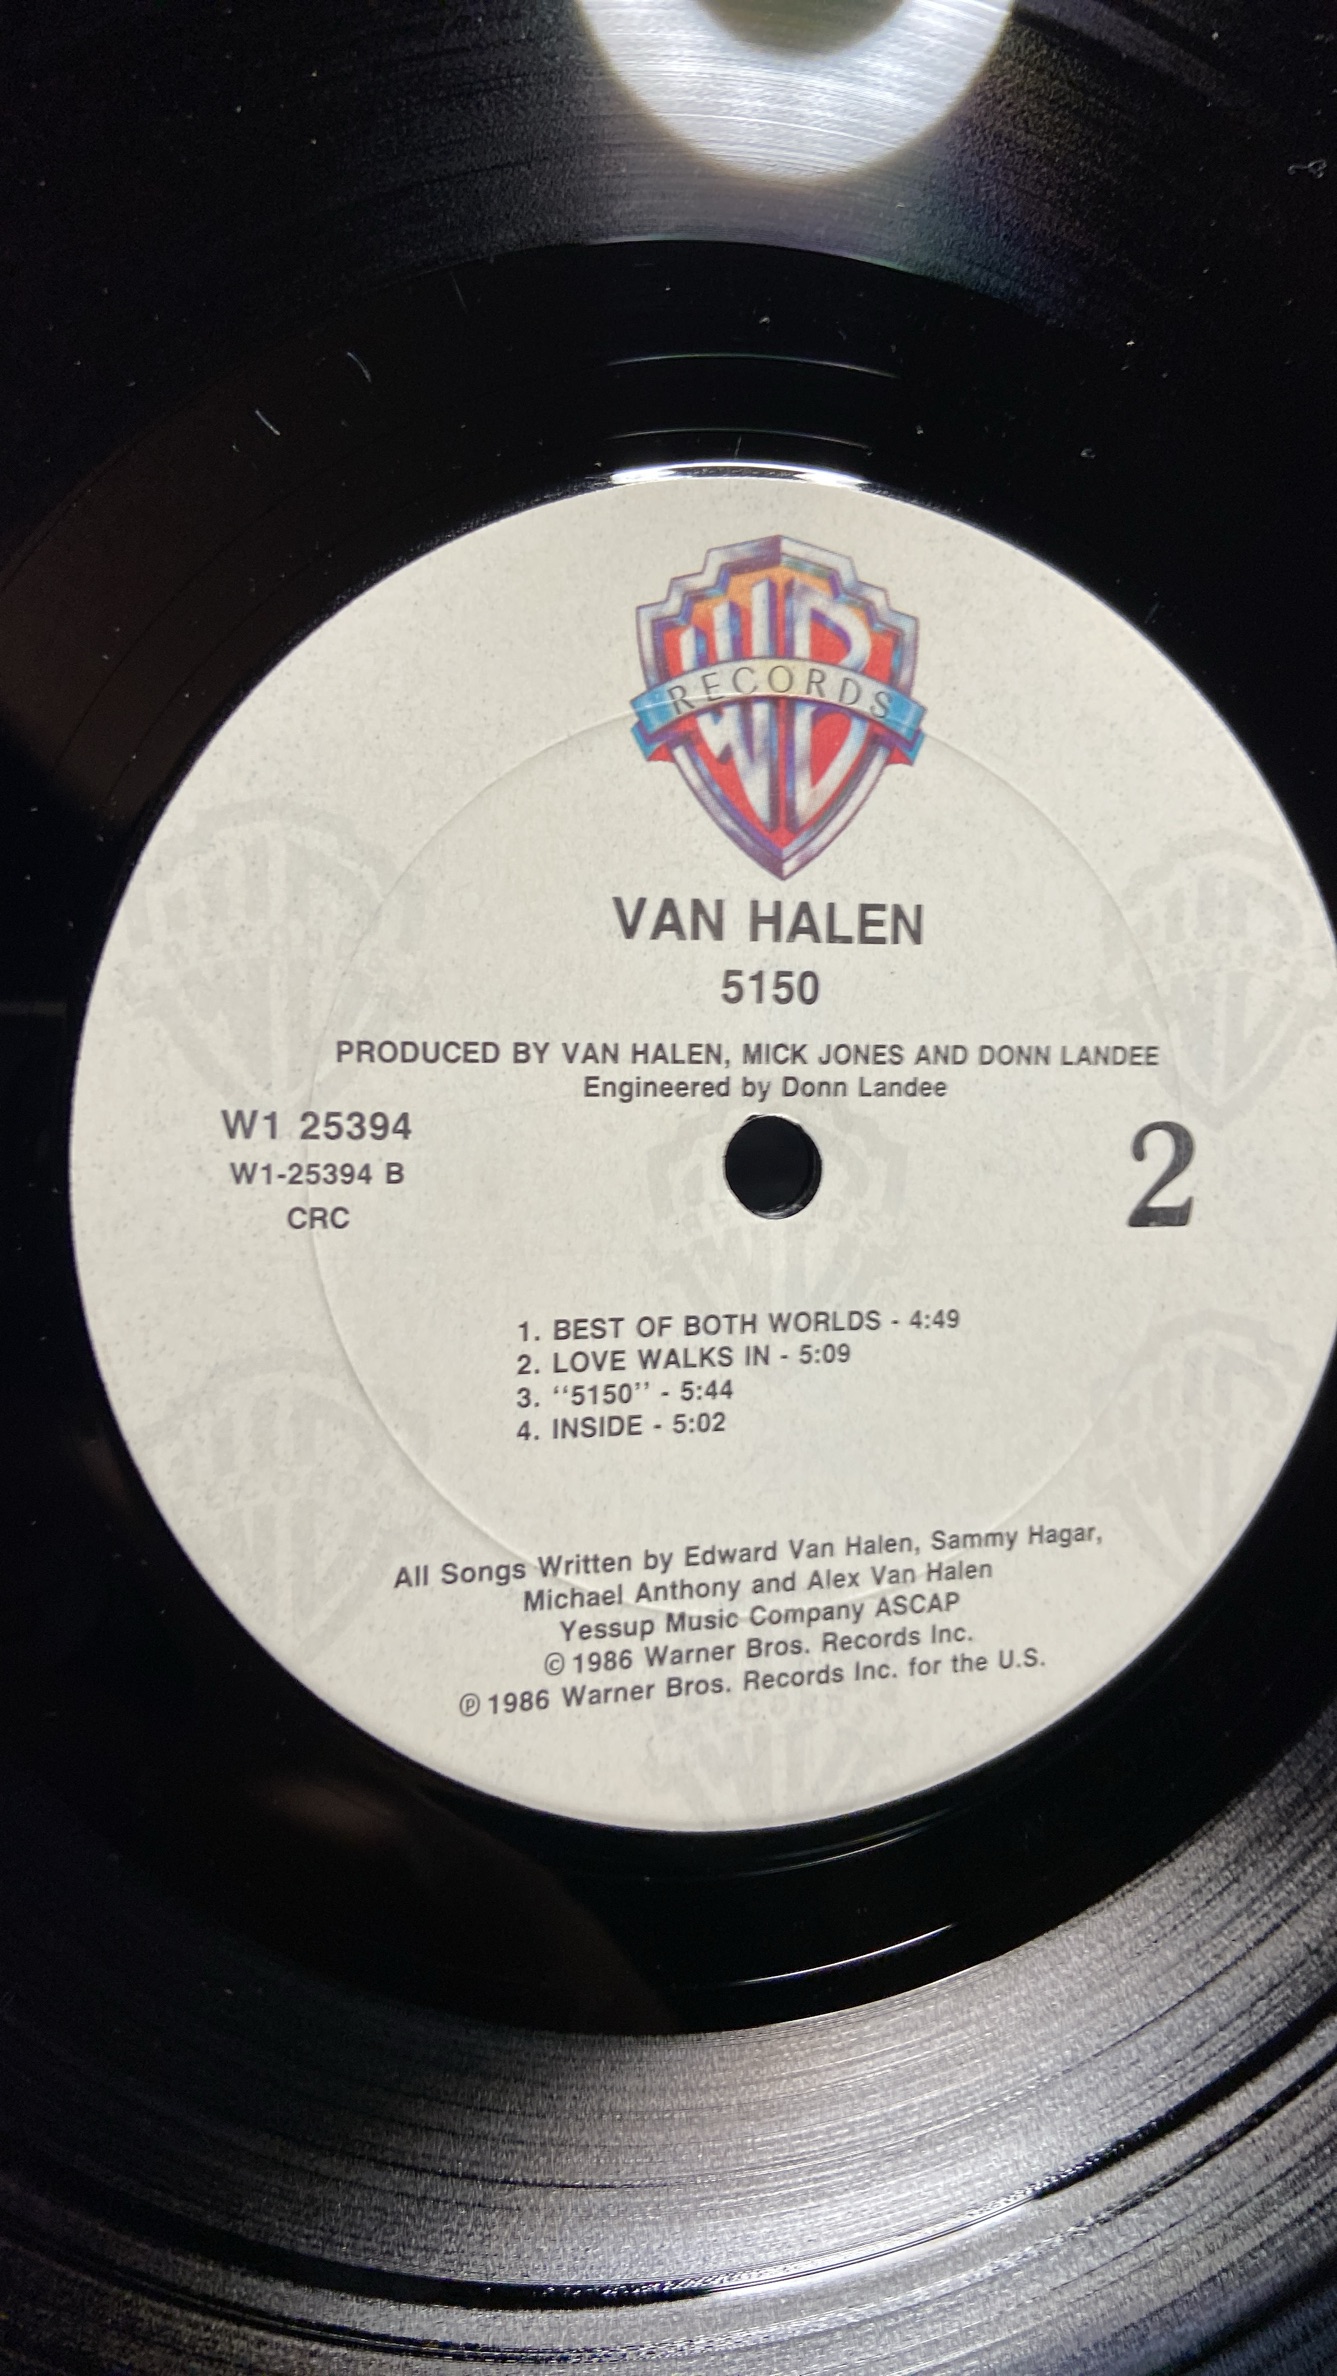 WB
RECORDS
VAN HALEN
5150
PRODUCED BY VAN HALEN, MICK JONES AND DONN LANDEE
Engineered by Donn Landee
W1 25394
W1-25394 B
CRC
2
1. BEST OF BOTH WORLDS - 4:49
2. LOVE WALKS IN - 5:09
3. “5150” - 5:44
4. INSIDE - 5:02
All Songs Written by Edward Van Halen, Sammy Hagar,
Michael Anthony and Alex Van Halen
Yessup Music Company ASCAP
© 1986 Warner Bros. Records Inc.
℗ 1986 Warner Bros. Records Inc. for the U.S.